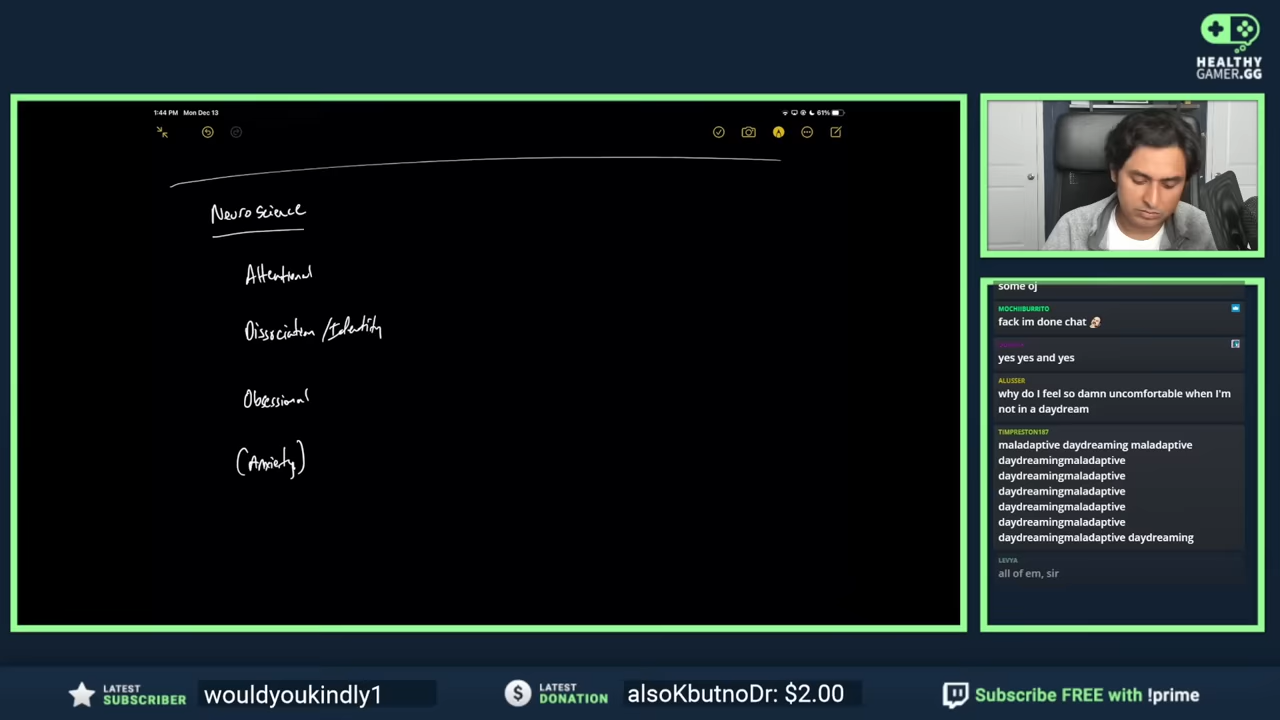 HEALTHY
GAMER.GG
1:44 PM Mon Dec 13
61%
Neuroscience
Attentional
Dissociation / Identity
Obsessional
(Anxiety)
some oj
MOCHIIBURRITO
fack im done chat
yes yes and yes
ALUSSER
why do I feel so damn uncomfortable when I'm
not in a daydream
TIMPRESTON187
maladaptive daydreaming maladaptive
daydreamingmaladaptive
daydreamingmaladaptive
daydreamingmaladaptive
daydreamingmaladaptive
daydreamingmaladaptive
daydreamingmaladaptive daydreaming
LEVYA
all of em, sir
LATEST
SUBSCRIBER
wouldyoukindly1
LATEST
DONATION
alsoKbutnoDr: $2.00
Subscribe FREE with !prime